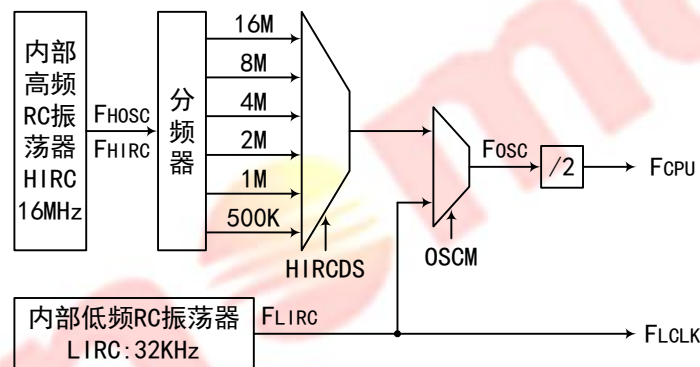 内部
高频
RC振
荡器
HIRC
16MHz
FHOSC
FHIRC
分
频
器
16M
8M
4M
2M
1M
500K
HIRCDS
OSCM
FOSC
/2
FCPU
内部低频RC振荡器
LIRC:32KHz
FLIRC
FLCLK